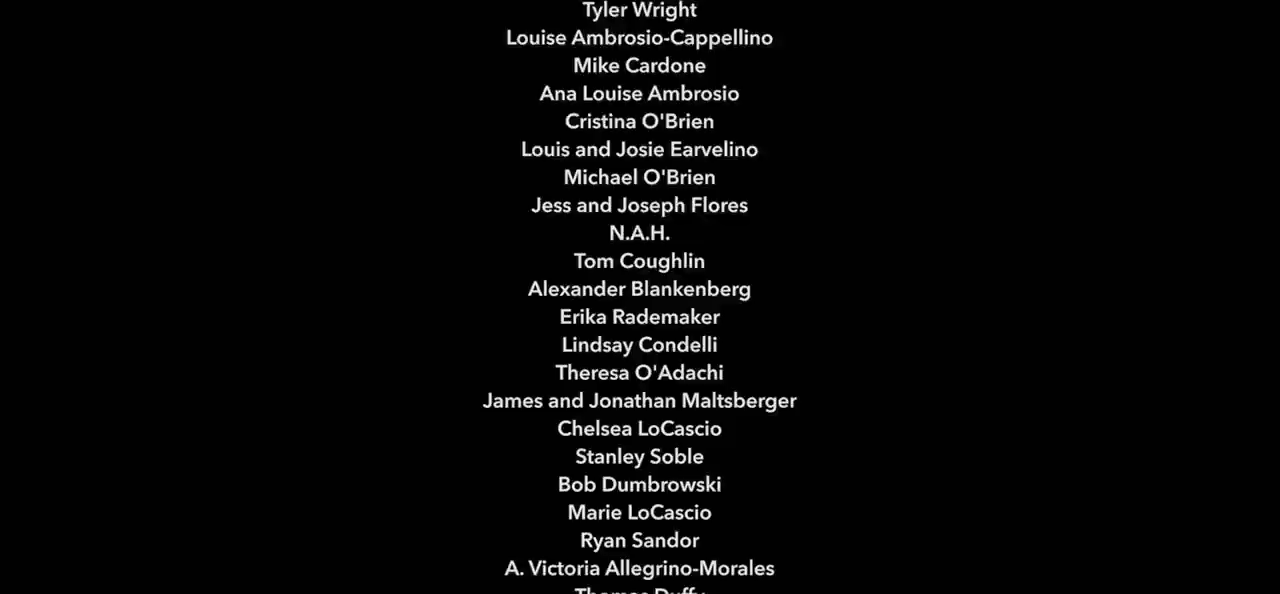 Tyler Wright
Louise Ambrosio-Cappellino
Mike Cardone
Ana Louise Ambrosio
Cristina O'Brien
Louis and Josie Earvelino
Michael O'Brien
Jess and Joseph Flores
N.A.H.
Tom Coughlin
Alexander Blankenberg
Erika Rademaker
Lindsay Condelli
Theresa O'Adachi
James and Jonathan Maltsberger
Chelsea LoCascio
Stanley Soble
Bob Dumbrowski
Marie LoCascio
Ryan Sandor
A. Victoria Allegrino-Morales
Thomas Duffy